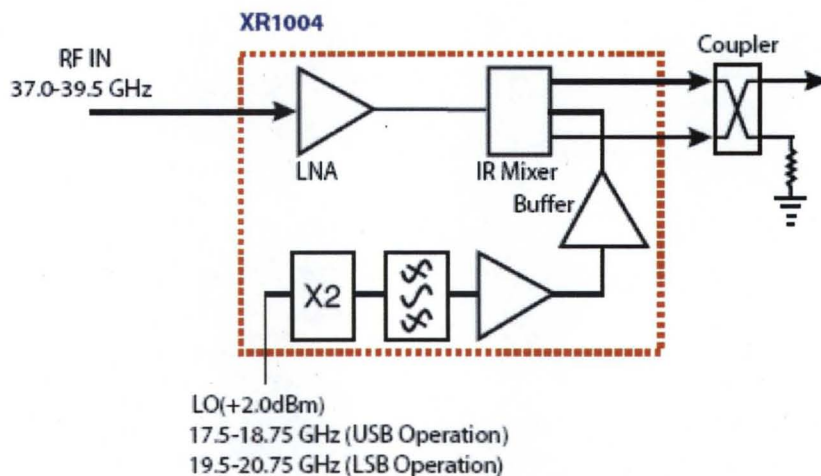 XR1004
Coupler
RF IN
37.0-39.5 GHz
LNA
IR Mixer
Buffer
X2
LO(+2.0dBm)
17.5-18.75 GHz (USB Operation)
19.5-20.75 GHz (LSB Operation)